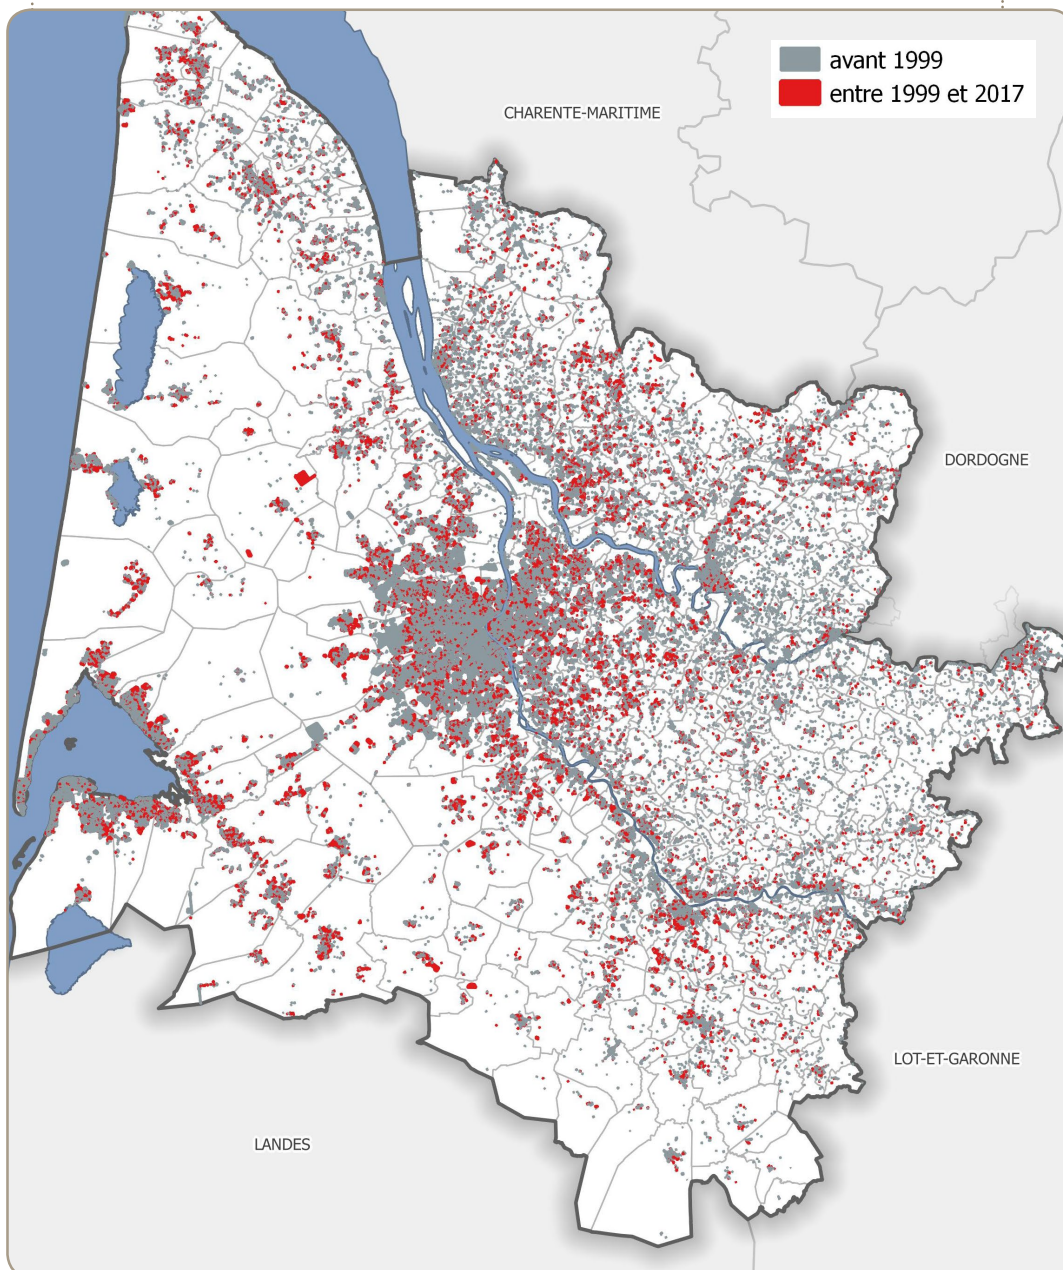 avant 1999
entre 1999 et 2017
CHARENTE-MARITIME
DORDOGNE
LOT-ET-GARONNE
LANDES